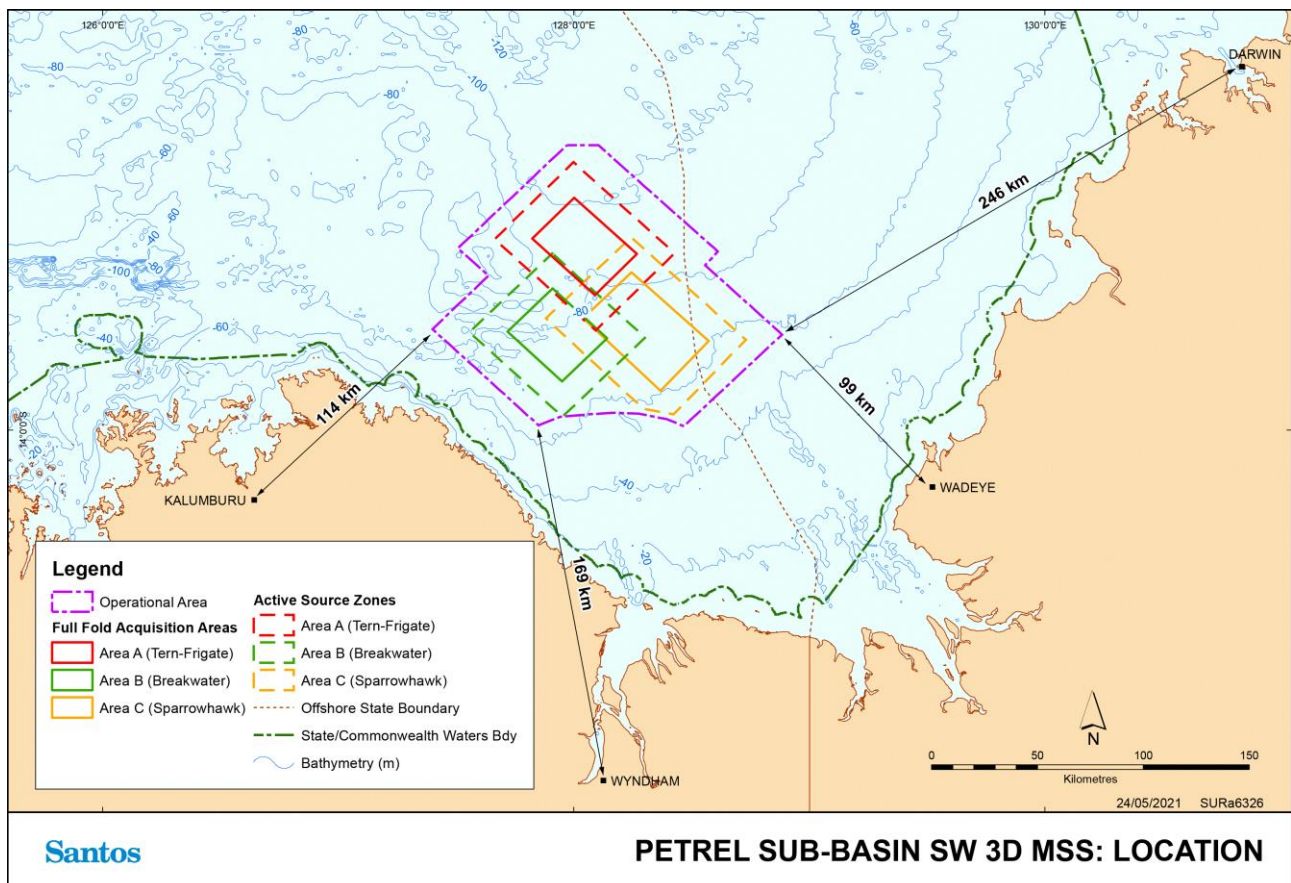 126°0'0"E
128°0'0"E
130°0'0"E
-80
-80
-120
-60
-80
-100
-80
-60
-60
-40
-100
-80
-60
-40
-80
-40
-20
-20
14°0'0"S
DARWIN
246 km
114 km
99 km
169 km
KALUMBURU
WADEYE
WYNDHAM
Legend
Operational Area
Full Fold Acquisition Areas
Area A (Tern-Frigate)
Area B (Breakwater)
Area C (Sparrowhawk)
Active Source Zones
Area A (Tern-Frigate)
Area B (Breakwater)
Area C (Sparrowhawk)
Offshore State Boundary
State/Commonwealth Waters Bdy
Bathymetry (m)
N
0 50 100 150
Kilometres
24/05/2021 SURa6326
Santos
PETREL SUB-BASIN SW 3D MSS: LOCATION